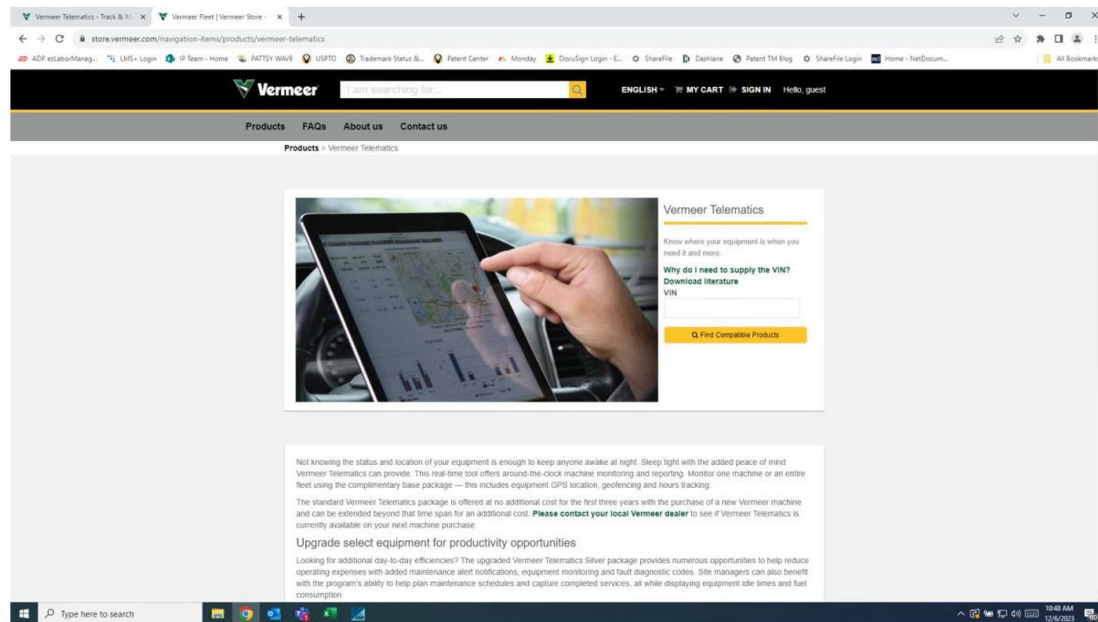 Vermeer Telematics - Track & M
Vermeer Fleet | Vermeer Store -
store.vermeer.com/navigation-items/products/vermeer-telematics
ADP ezLaborManag... LMS+ Login IP Team - Home PATTSY WAVE USPTO Trademark Status &... Patent Center Monday DocuSign Login - E... ShareFile Dashlane Patent TM Blog ShareFile Login Home - NetDocum... All Bookmarks
Vermeer I am searching for... ENGLISH MY CART SIGN IN Hello, guest
Products FAQs About us Contact us
Products > Vermeer Telematics
Vermeer Telematics
Know where your equipment is when you
need it and more.
Why do I need to supply the VIN?
Download literature
VIN
Find Compatible Products
Not knowing the status and location of your equipment is enough to keep anyone awake at night. Sleep tight with the added peace of mind
Vermeer Telematics can provide. This real-time tool offers around-the-clock machine monitoring and reporting. Monitor one machine or an entire
fleet using the complimentary base package — this includes equipment GPS location, geofencing and hours tracking.
The standard Vermeer Telematics package is offered at no additional cost for the first three years with the purchase of a new Vermeer machine
and can be extended beyond that time span for an additional cost. Please contact your local Vermeer dealer to see if Vermeer Telematics is
currently available on your next machine purchase.
Upgrade select equipment for productivity opportunities
Looking for additional day-to-day efficiencies? The upgraded Vermeer Telematics Silver package provides numerous opportunities to help reduce
operating expenses with added maintenance alert notifications, equipment monitoring and fault diagnostic codes. Site managers can also benefit
with the program's ability to help plan maintenance schedules and capture completed services, all while displaying equipment idle times and fuel
consumption.
Type here to search
10:48 AM
12/6/2023